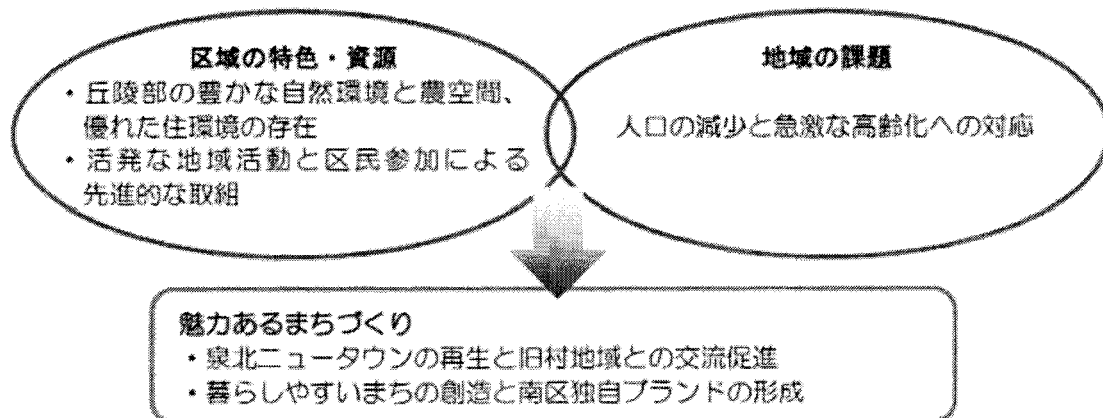 区域の特色・資源
・丘陵部の豊かな自然環境と農空間、
優れた住環境の存在
・活発な地域活動と区民参加による
先進的な取組
地域の課題
人口の減少と急激な高齢化への対応
魅力あるまちづくり
・泉北ニュータウンの再生と旧村地域との交流促進
・暮らしやすいまちの創造と南区独自ブランドの形成